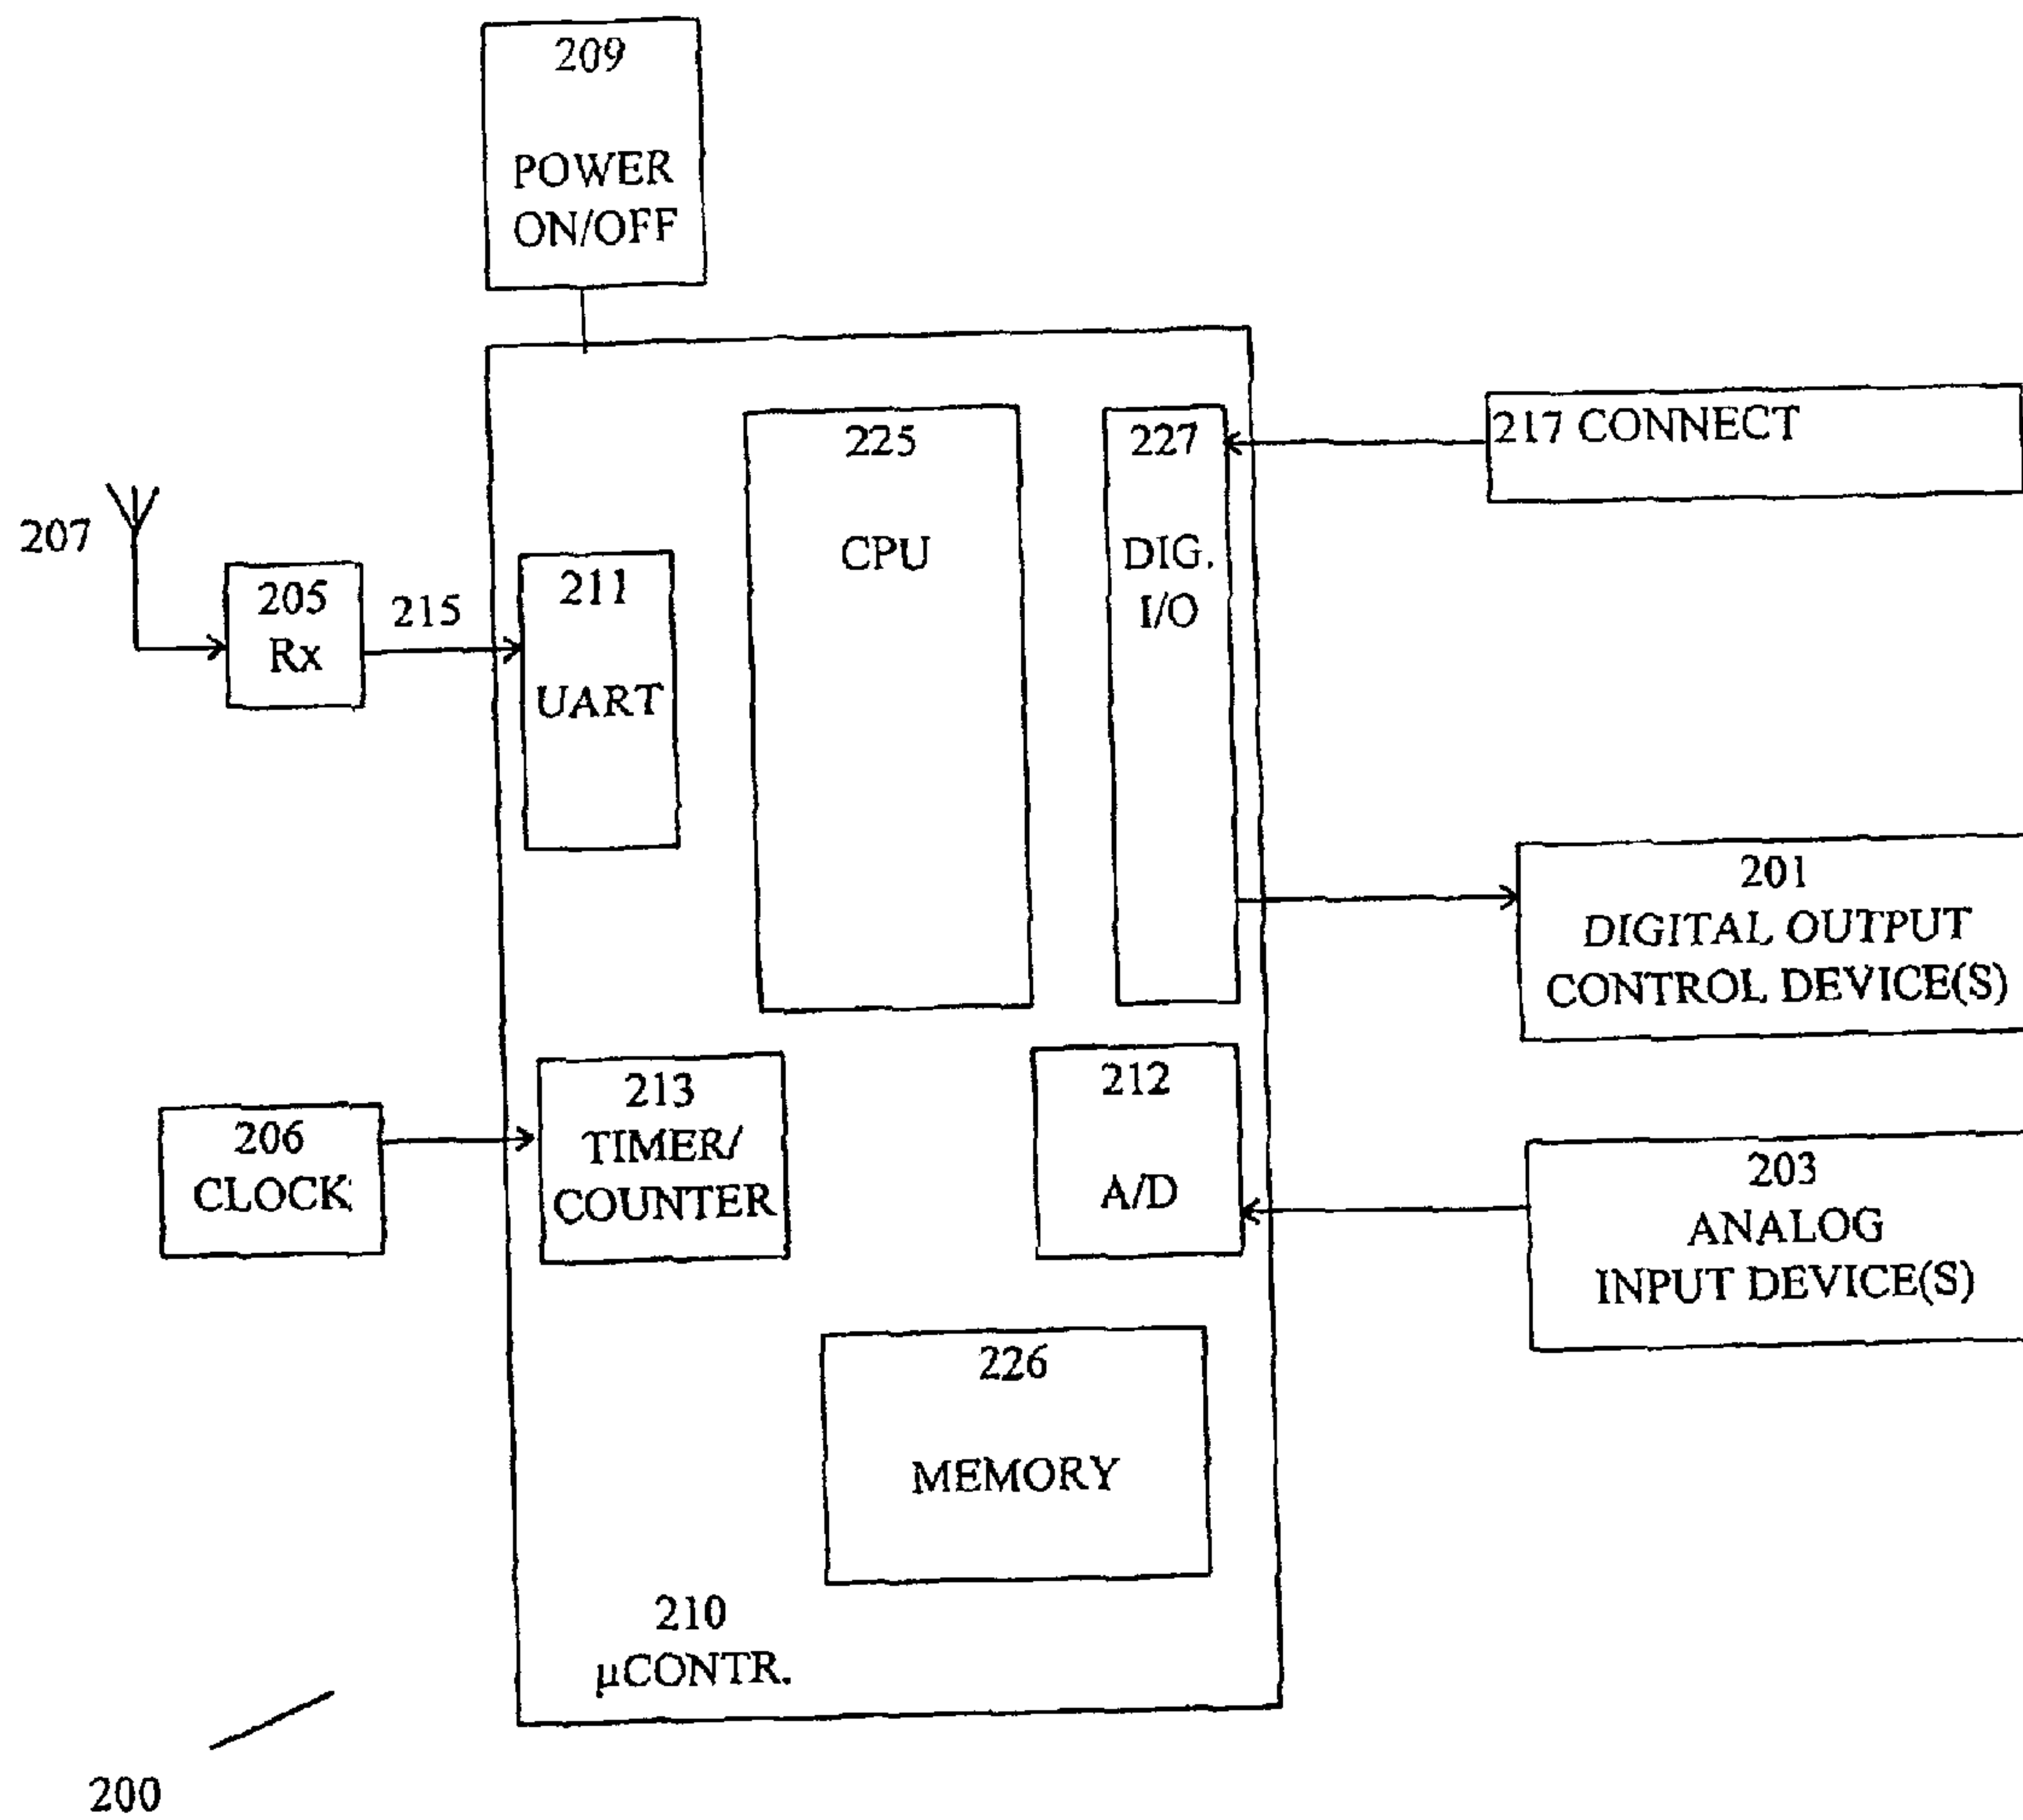 209
POWER
ON/OFF
225
CPU
227
DIG.
I/O
217 CONNECT
207
205
Rx
215
211
UART
201
DIGITAL OUTPUT
CONTROL DEVICE(S)
206
CLOCK
213
TIMER/
COUNTER
212
A/D
203
ANALOG
INPUT DEVICE(S)
226
MEMORY
210
µCONTR.
200